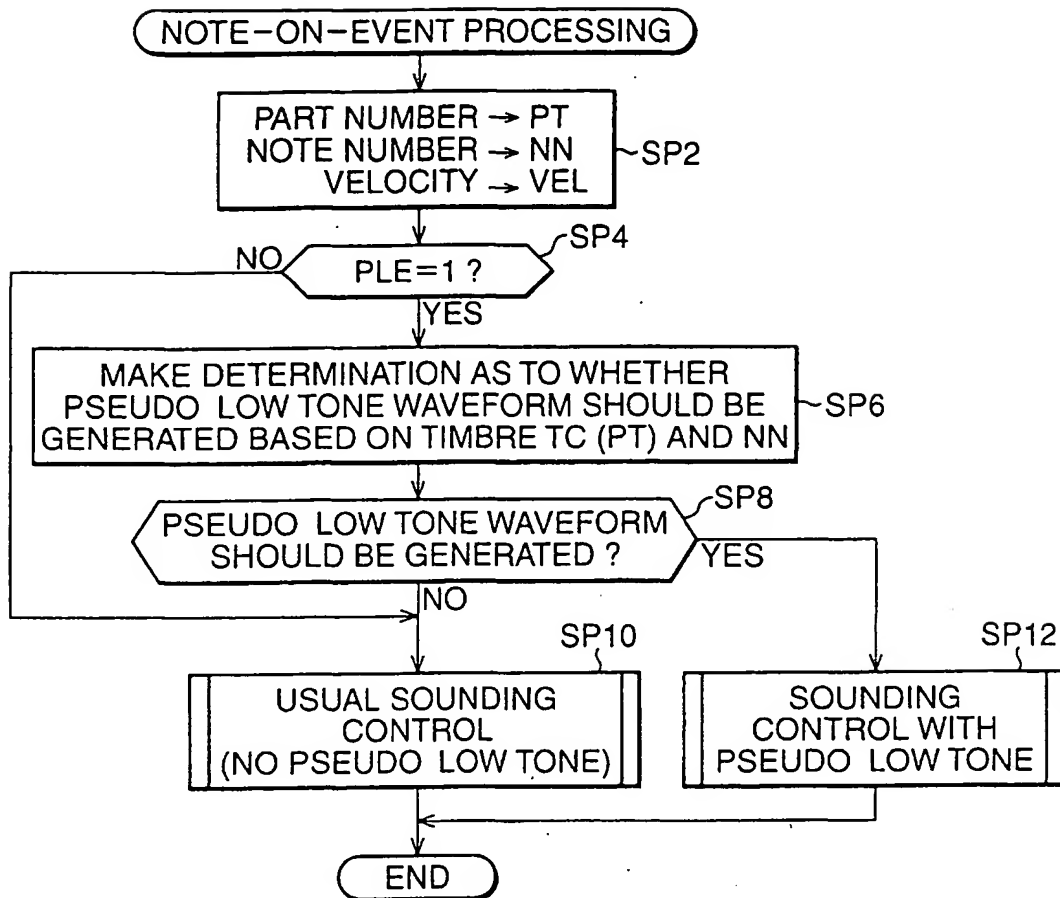 NOTE-ON-EVENT PROCESSING
PART NUMBER → PT
NOTE NUMBER → NN
VELOCITY → VEL
SP2
SP4
NO
PLE=1 ?
YES
MAKE DETERMINATION AS TO WHETHER
PSEUDO LOW TONE WAVEFORM SHOULD BE
GENERATED BASED ON TIMBRE TC (PT) AND NN
SP6
SP8
PSEUDO LOW TONE WAVEFORM
SHOULD BE GENERATED ?
YES
NO
SP10
SP12
USUAL SOUNDING
CONTROL
(NO PSEUDO LOW TONE)
SOUNDING
CONTROL WITH
PSEUDO LOW TONE
END